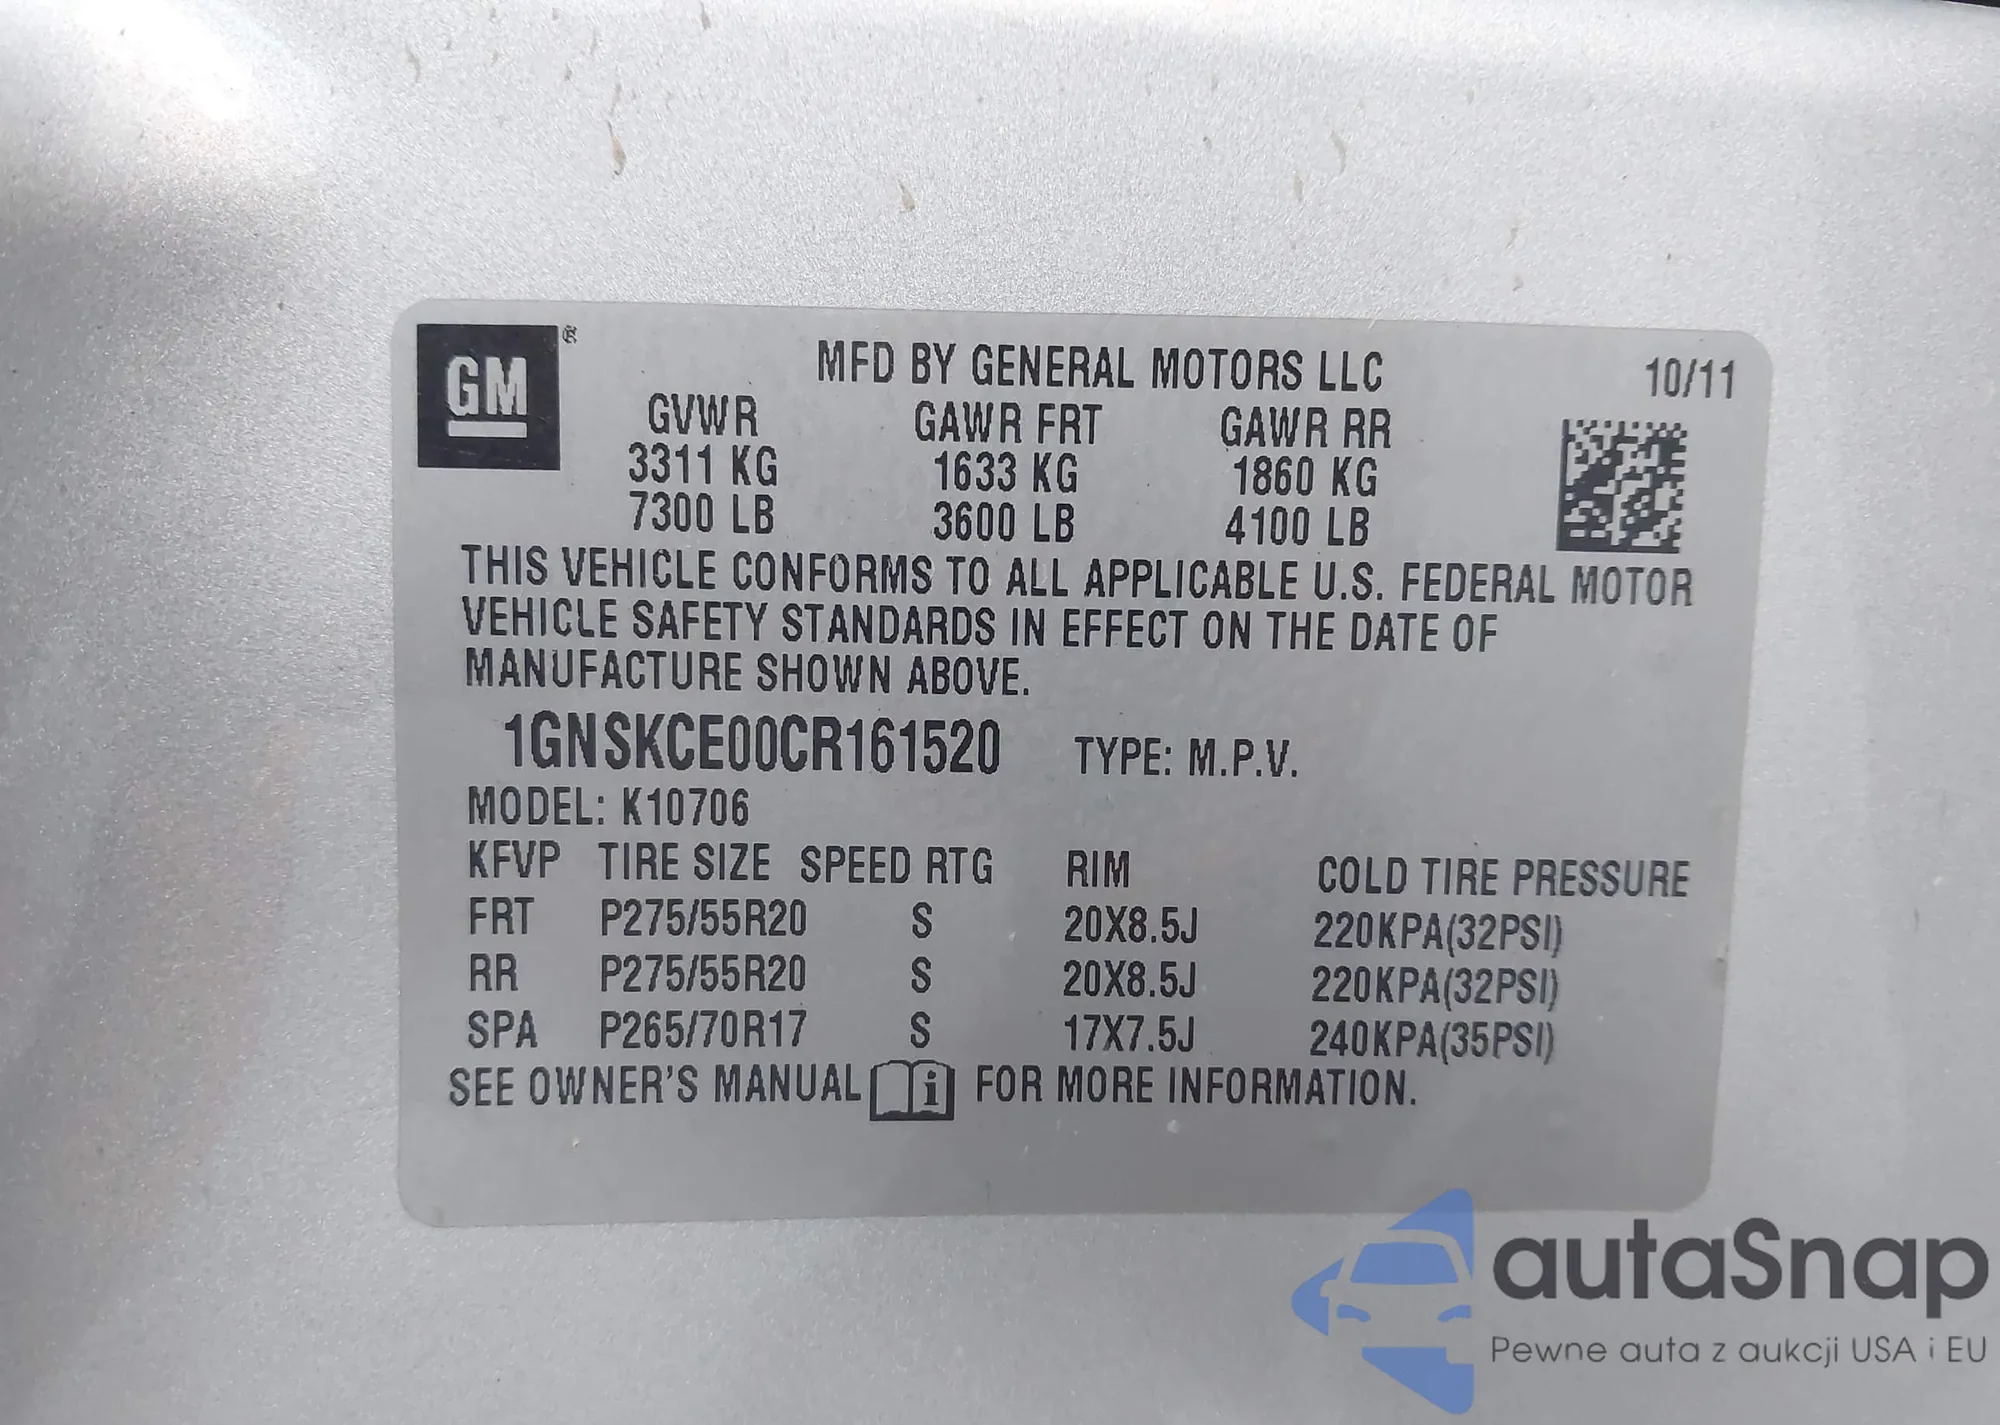 GM ®
MFD BY GENERAL MOTORS LLC 10/11
GVWR GAWR FRT GAWR RR
3311 KG 1633 KG 1860 KG
7300 LB 3600 LB 4100 LB
THIS VEHICLE CONFORMS TO ALL APPLICABLE U.S. FEDERAL MOTOR
VEHICLE SAFETY STANDARDS IN EFFECT ON THE DATE OF
MANUFACTURE SHOWN ABOVE.
1GNSKCE00CR161520 TYPE: M.P.V.
MODEL: K10706
KFVP TIRE SIZE SPEED RTG RIM COLD TIRE PRESSURE
FRT P275/55R20 S 20X8.5J 220KPA(32PSI)
RR P275/55R20 S 20X8.5J 220KPA(32PSI)
SPA P265/70R17 S 17X7.5J 240KPA(35PSI)
SEE OWNER'S MANUAL i FOR MORE INFORMATION.
autaSnap
Pewne auta z aukcji USA i EU